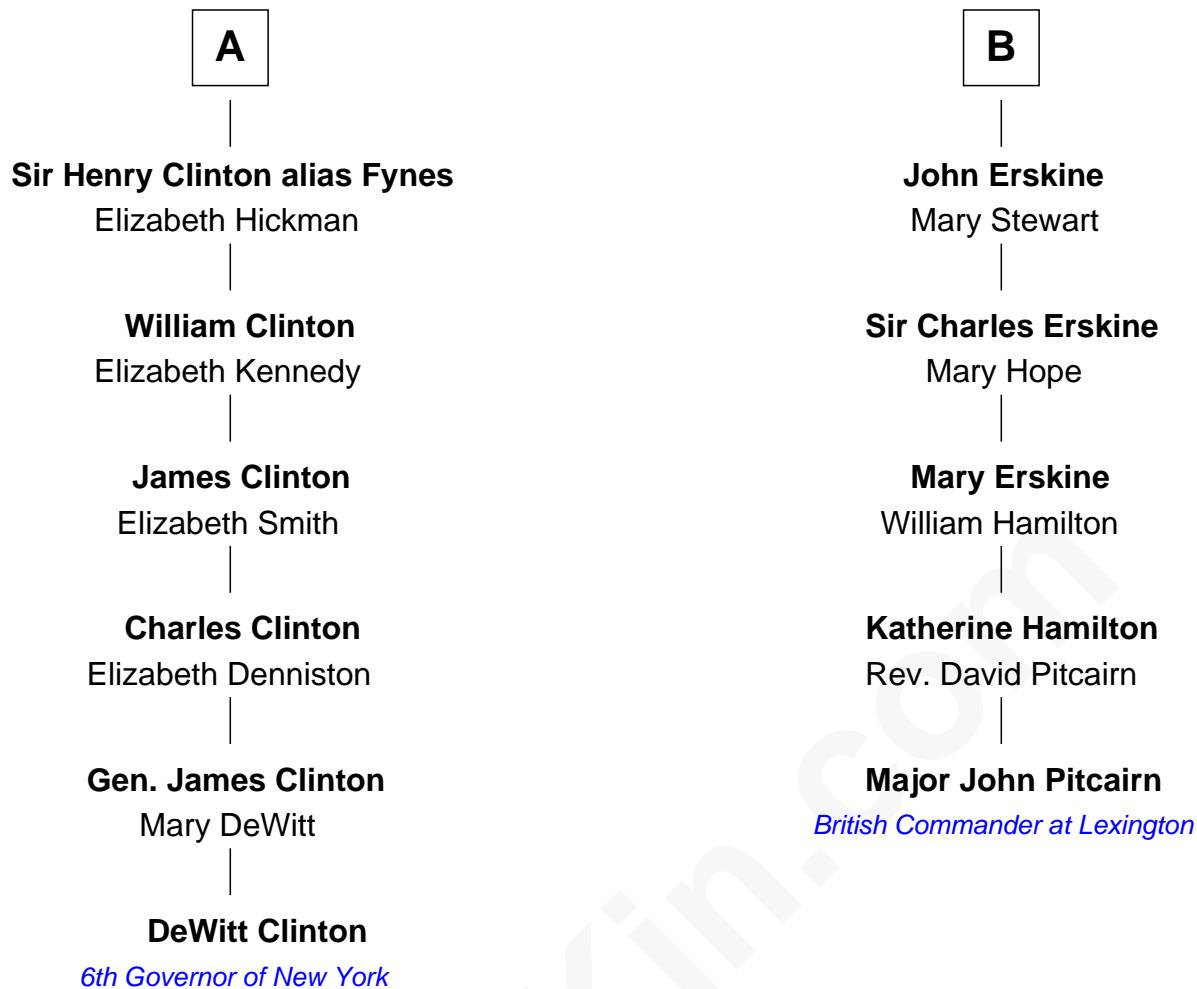 A
Sir Henry Clinton alias Fynes
Elizabeth Hickman
William Clinton
Elizabeth Kennedy
James Clinton
Elizabeth Smith
Charles Clinton
Elizabeth Denniston
Gen. James Clinton
Mary DeWitt
DeWitt Clinton
6th Governor of New York
B
John Erskine
Mary Stewart
Sir Charles Erskine
Mary Hope
Mary Erskine
William Hamilton
Katherine Hamilton
Rev. David Pitcairn
Major John Pitcairn
British Commander at Lexington